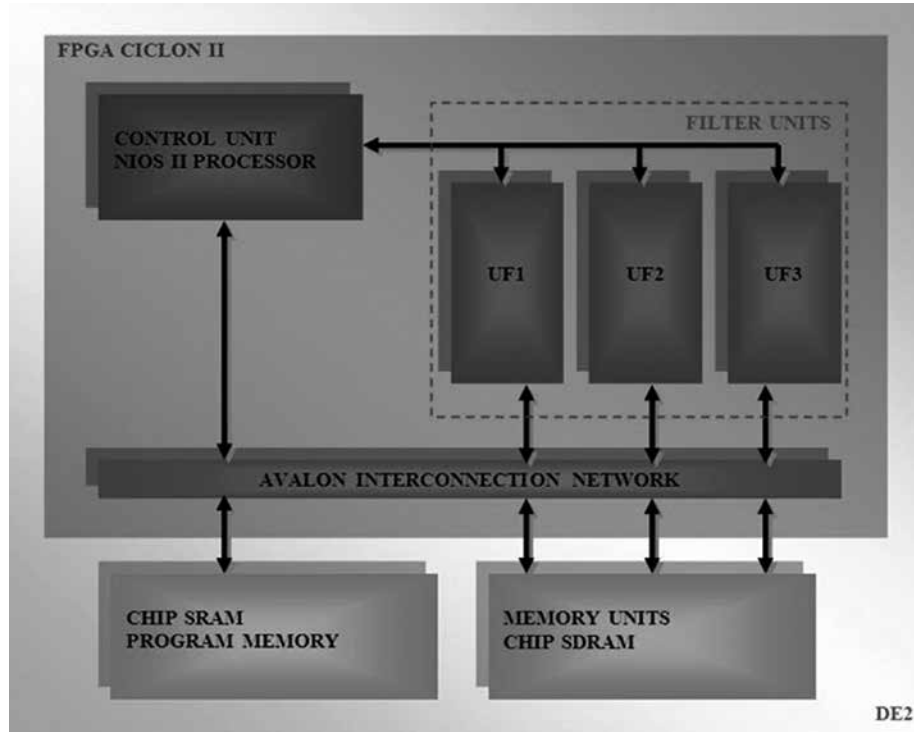 FPGA CICLON II
CONTROL UNIT
NIOS II PROCESSOR
FILTER UNITS
UF1
UF2
UF3
AVALON INTERCONNECTION NETWORK
CHIP SRAM
PROGRAM MEMORY
MEMORY UNITS
CHIP SDRAM
DE2